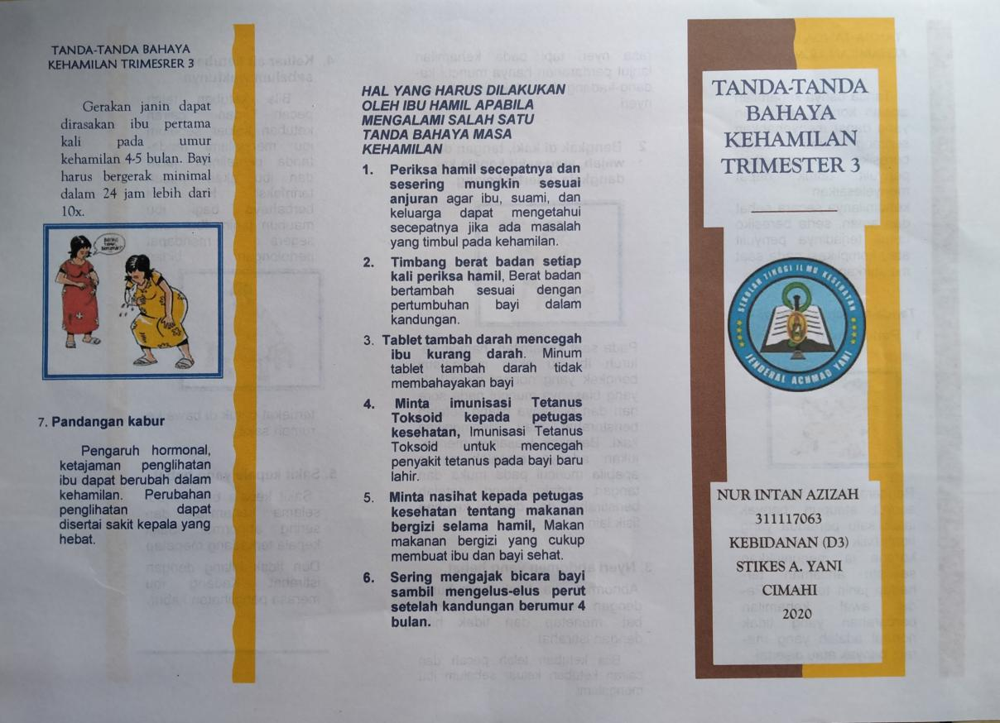 TANDA-TANDA BAHAYA
KEHAMILAN TRIMESRER 3
Gerakan janin dapat
dirasakan ibu pertama
kali pada umur
kehamilan 4-5 bulan. Bayi
harus bergerak minimal
dalam 24 jam lebih dari
10x.
7. Pandangan kabur
Pengaruh hormonal,
ketajaman penglihatan
ibu dapat berubah dalam
kehamilan. Perubahan
penglihatan dapat
disertai sakit kepala yang
hebat.
HAL YANG HARUS DILAKUKAN
OLEH IBU HAMIL APABILA
MENGALAMI SALAH SATU
TANDA BAHAYA MASA
KEHAMILAN
1. Periksa hamil secepatnya dan
sesering mungkin sesuai
anjuran agar ibu, suami, dan
keluarga dapat mengetahui
secepatnya jika ada masalah
yang timbul pada kehamilan.
2. Timbang berat badan setiap
kali periksa hamil, Berat badan
bertambah sesuai dengan
pertumbuhan bayi dalam
kandungan.
3. Tablet tambah darah mencegah
ibu kurang darah. Minum
tablet tambah darah tidak
membahayakan bayi
4. Minta imunisasi Tetanus
Toksoid kepada petugas
kesehatan, Imunisasi Tetanus
Toksoid untuk mencegah
penyakit tetanus pada bayi baru
lahir.
5. Minta nasihat kepada petugas
kesehatan tentang makanan
bergizi selama hamil, Makan
makanan bergizi yang cukup
membuat ibu dan bayi sehat.
6. Sering mengajak bicara bayi
sambil mengelus-elus perut
setelah kandungan berumur 4
bulan.
TANDA-TANDA
BAHAYA
KEHAMILAN
TRIMESTER 3
SEKOLAH TINGGI ILMU KESEHATAN
JENDERAL ACHMAD YANI
NUR INTAN AZIZAH
311117063
KEBIDANAN (D3)
STIKES A. YANI
CIMAHI
2020